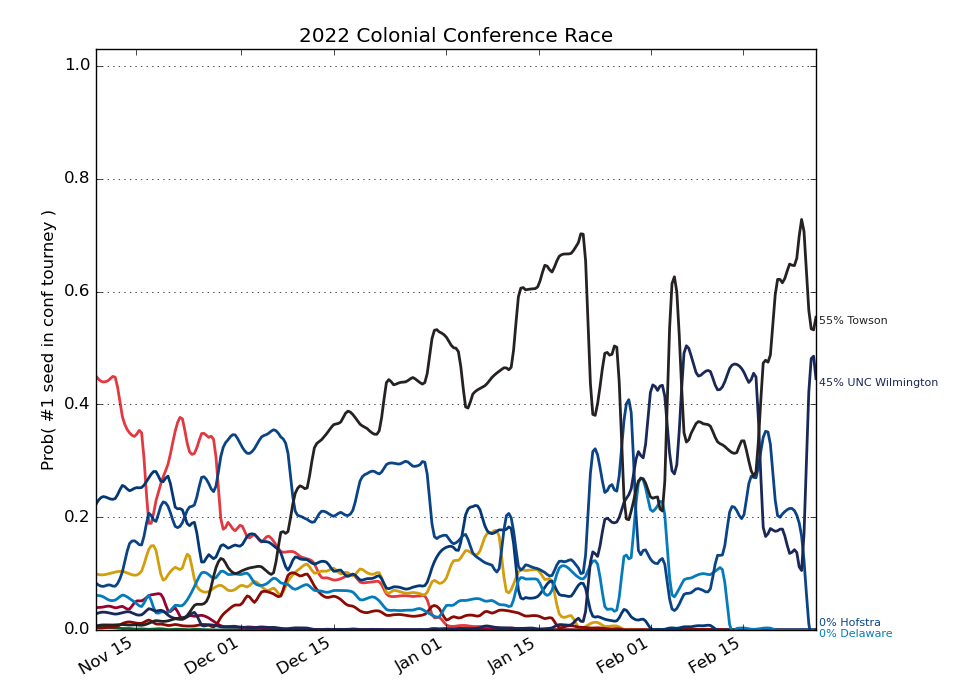 2022 Colonial Conference Race
Prob( #1 seed in conf tourney )
1.0
0.8
0.6
0.4
0.2
0.0
55% Towson
45% UNC Wilmington
0% Hofstra
0% Delaware
Nov 15
Dec 01
Dec 15
Jan 01
Jan 15
Feb 01
Feb 15